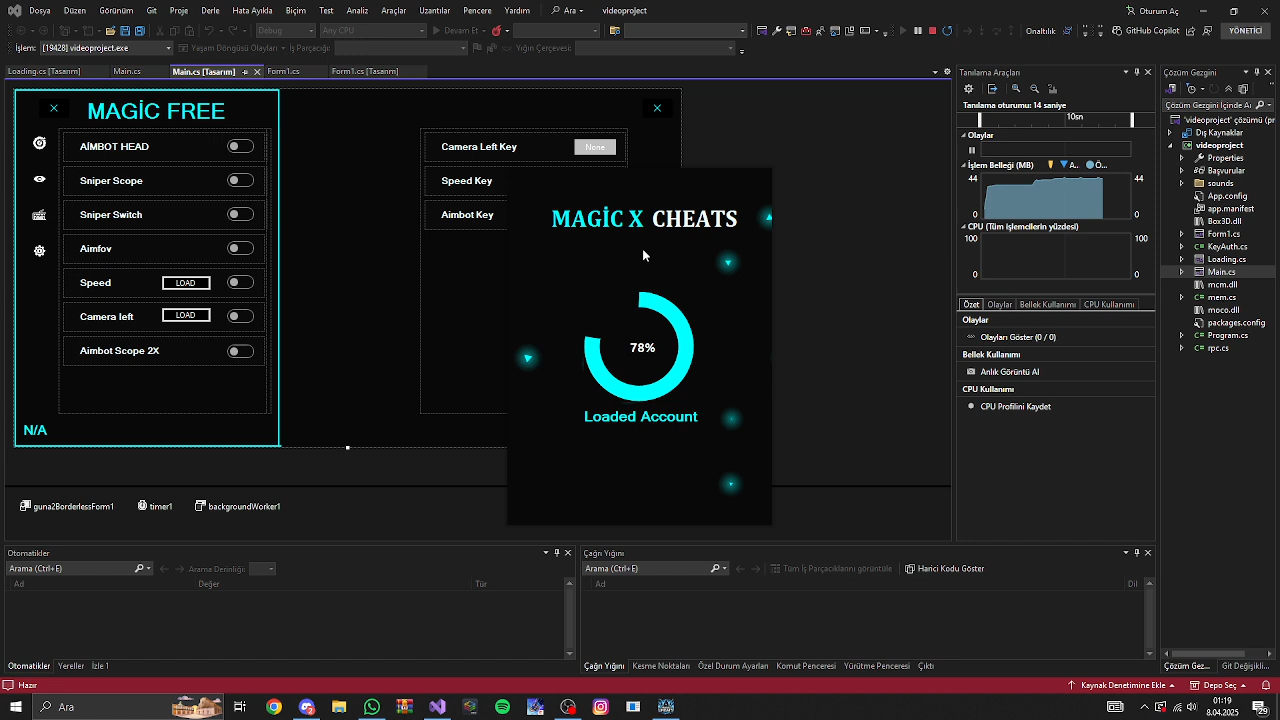 Dosya Düzen Görünüm Git Proje Derle Hata Ayıkla Biçim Test Analiz Araçlar Uzantılar Pencere Yardım Ara videoproject Oturum Aç
Debug Any CPU Devam Et Onaltılık GitHub Copilot YÖNETİCİ
İşlem: [19428] videoproject.exe Yaşam Döngüsü Olayları İş Parçacığı: Yığın Çerçevesi:
Loading.cs [Tasarım] Main.cs Main.cs [Tasarım] Form1.cs Form1.cs [Tasarım]
MAGİC FREE
AİMBOT HEAD
Sniper Scope
Sniper Switch
Aimfov
Speed LOAD
Camera left LOAD
Aimbot Scope 2X
N/A
Camera Left Key None
Speed Key
Aimbot Key
MAGİC X CHEATS
78%
Loaded Account
guna2BorderlessForm1 timer1 backgroundWorker1
Tanılama Araçları
Tanılama oturumu: 14 saniye
10sn
Olaylar
İşlem Belleği (MB) A... Ö...
44 44
0 0
CPU (Tüm işlemcilerin yüzdesi)
100 100
0 0
Özet Olaylar Bellek Kullanımı CPU Kullanımı
Olaylar
Olayları Göster (0 / 0)
Bellek Kullanımı
Anlık Görüntü Al
CPU Kullanımı
CPU Profilini Kaydet
Çözüm Gezgini
Çözüm Gezgini Ara (Ctrl+
'videoproject' çözümü (pr
Dış Kaynaklar
videoproject
Properties
Başvurular
sounds
App.config
app.manifest
Box3D.dll
Form1.cs
KeyAuth.cs
Loading.cs
Main.cs
mcm.dll
mem.cs
moco.dll
packages.config
Program.cs
rpc.cs
Çözüm Gez... Git Değişikli...
Otomatikler
Arama (Ctrl+E) Arama Derinliği:
Ad Değer Tür
Otomatikler Yereller İzle 1
Çağrı Yığını
Arama (Ctrl+E) Tüm İş Parçacıklarını görüntüle Harici Kodu Göster
Ad Dil
Çağrı Yığını Kesme Noktaları Özel Durum Ayarları Komut Penceresi Yürütme Penceresi Çıktı
Hazır Kaynak Denetimine Ekle Depo Seç
Ara
01:19
8.04.2025